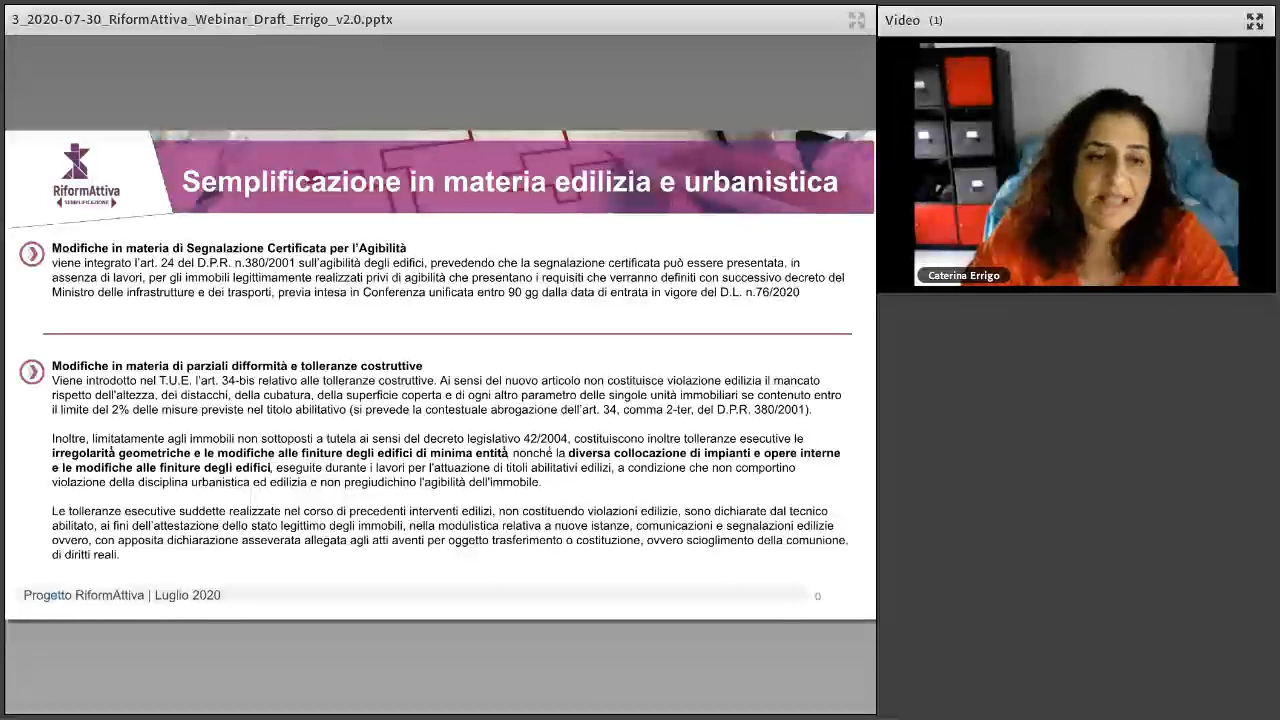 3_2020-07-30_RiformAttiva_Webinar_Draft_Errigo_v2.0.pptx
Video (1)
RiformAttiva
SEMPLIFICAZIONE
Semplificazione in materia edilizia e urbanistica
Modifiche in materia di Segnalazione Certificata per l'Agibilità
viene integrato l'art. 24 del D.P.R. n.380/2001 sull'agibilità degli edifici, prevedendo che la segnalazione certificata può essere presentata, in
assenza di lavori, per gli immobili legittimamente realizzati privi di agibilità che presentano i requisiti che verranno definiti con successivo decreto del
Ministro delle infrastrutture e dei trasporti, previa intesa in Conferenza unificata entro 90 gg dalla data di entrata in vigore del D.L. n.76/2020
Modifiche in materia di parziali difformità e tolleranze costruttive
Viene introdotto nel T.U.E. l'art. 34-bis relativo alle tolleranze costruttive. Ai sensi del nuovo articolo non costituisce violazione edilizia il mancato
rispetto dell'altezza, dei distacchi, della cubatura, della superficie coperta e di ogni altro parametro delle singole unità immobiliari se contenuto entro
il limite del 2% delle misure previste nel titolo abilitativo (si prevede la contestuale abrogazione dell'art. 34, comma 2-ter, del D.P.R. 380/2001).
Inoltre, limitatamente agli immobili non sottoposti a tutela ai sensi del decreto legislativo 42/2004, costituiscono inoltre tolleranze esecutive le
irregolarità geometriche e le modifiche alle finiture degli edifici di minima entità nonché la diversa collocazione di impianti e opere interne
e le modifiche alle finiture degli edifici, eseguite durante i lavori per l'attuazione di titoli abilitativi edilizi, a condizione che non comportino
violazione della disciplina urbanistica ed edilizia e non pregiudichino l'agibilità dell'immobile.
Le tolleranze esecutive suddette realizzate nel corso di precedenti interventi edilizi, non costituendo violazioni edilizie, sono dichiarate dal tecnico
abilitato, ai fini dell'attestazione dello stato legittimo degli immobili, nella modulistica relativa a nuove istanze, comunicazioni e segnalazioni edilizie
ovvero, con apposita dichiarazione asseverata allegata agli atti aventi per oggetto trasferimento o costituzione, ovvero scioglimento della comunione,
di diritti reali.
Progetto RiformAttiva | Luglio 2020
0
Caterina Errigo